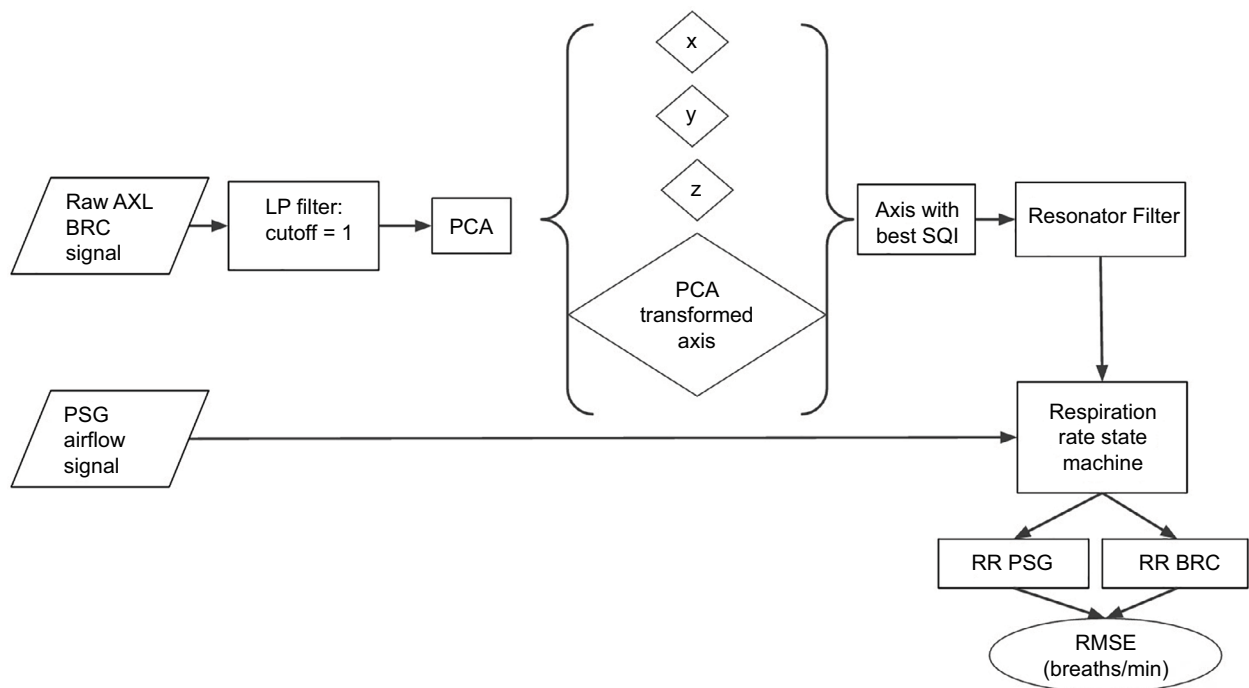 x
y
z
PCA
transformed
axis
Raw AXL
BRC
signal
LP filter:
cutoff = 1
PCA
Axis with
best SQI
Resonator Filter
PSG
airflow
signal
Respiration
rate state
machine
RR PSG
RR BRC
RMSE
(breaths/min)